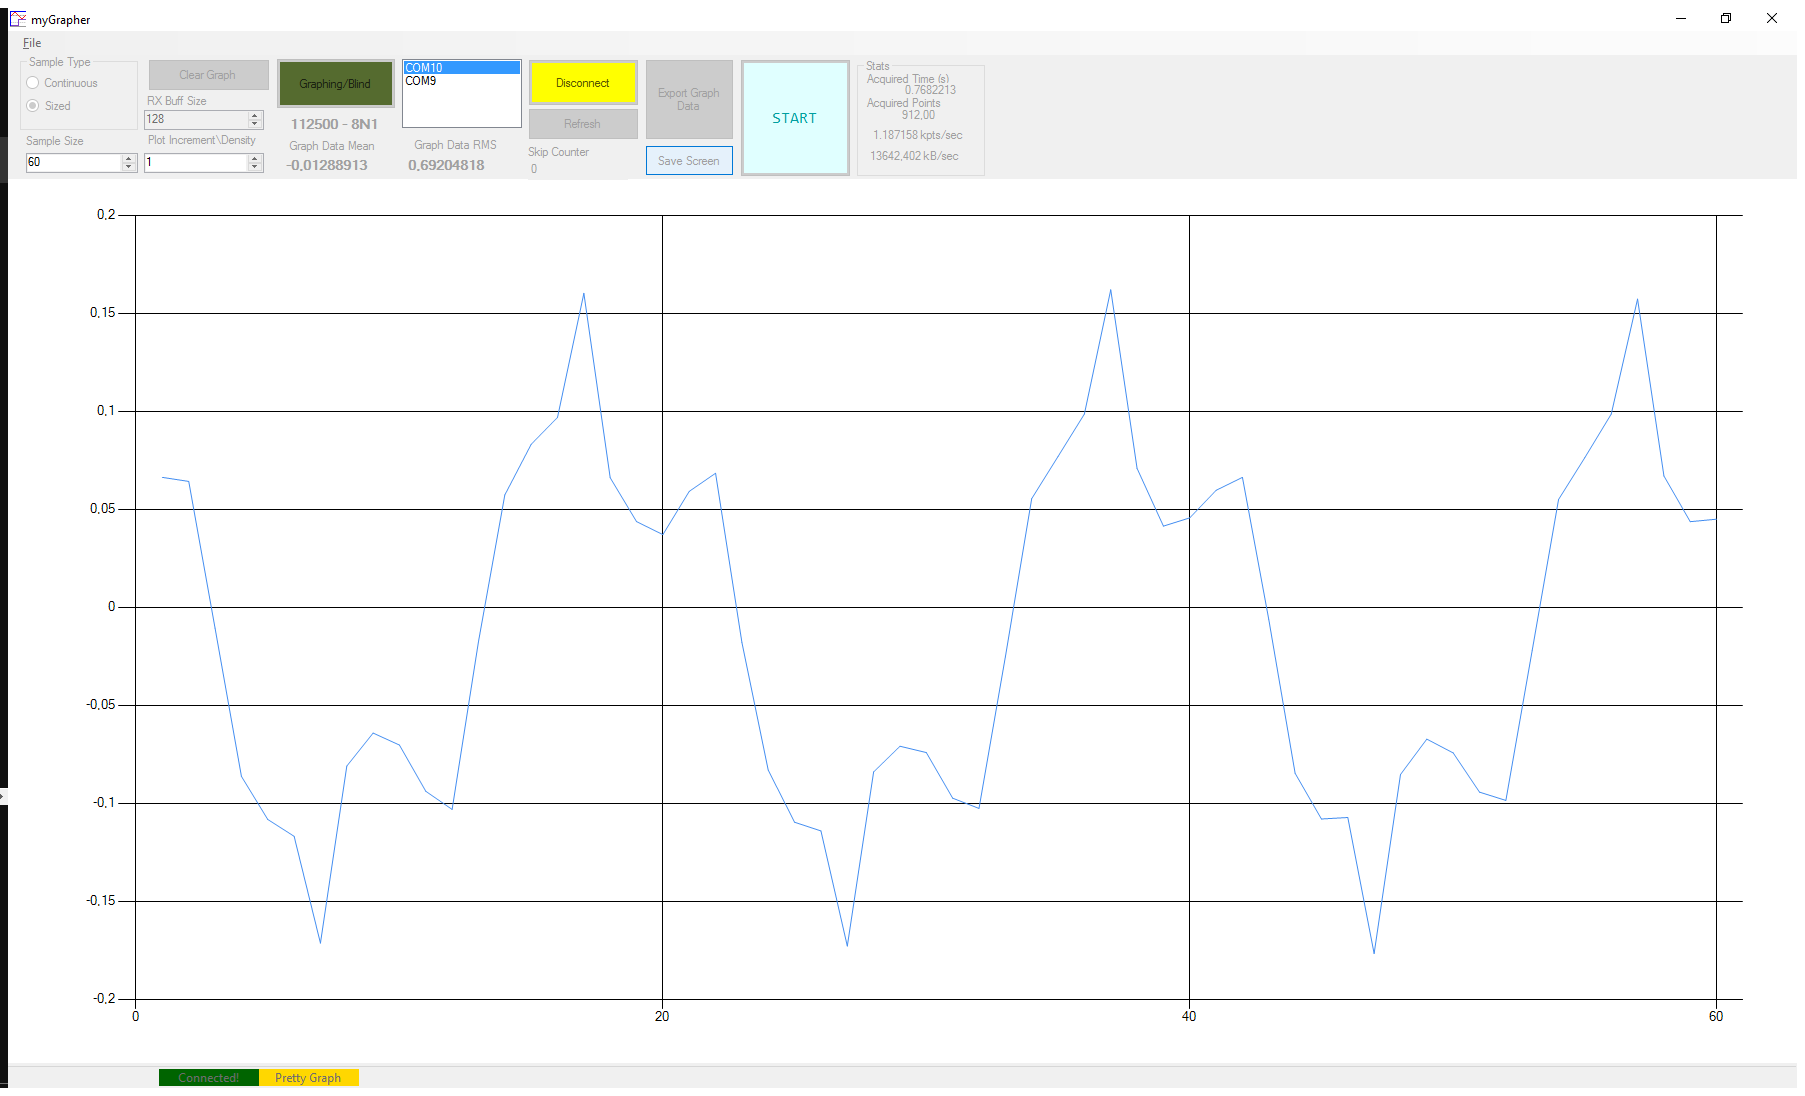 myGrapher
File
Sample Type
Continuous
Sized
Sample Size
60
Clear Graph
RX Buff Size
128
Plot Increment\Density
1
Graphing/Blind
112500 - 8N1
Graph Data Mean
-0,01288913
COM10
COM9
Graph Data RMS
0,69204818
Disconnect
Refresh
Skip Counter
0
Export Graph
Data
Save Screen
START
Stats
Acquired Time (s)
0.7682213
Acquired Points
912,00
1.187158 kpts/sec
13642,402 kB/sec
0,2
0,15
0,1
0,05
0
-0,05
-0,1
-0,15
-0,2
0
20
40
60
Connected!
Pretty Graph